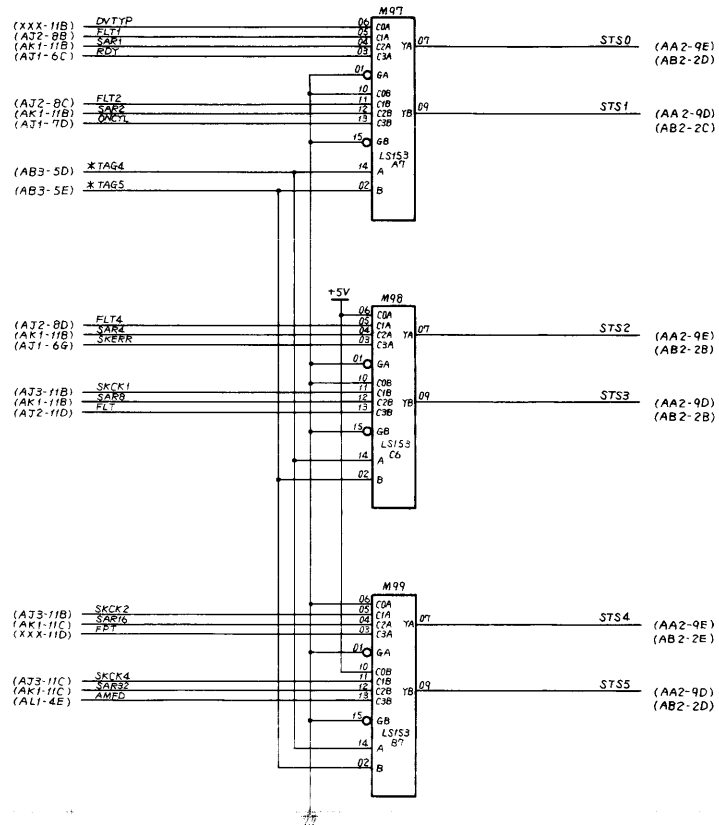 M97
(XXX-11B) DVTYP 06 C0A
(AJ2-8B) FLT1 05 C1A
(AK1-11B) SAR1 04 C2A YA 07 STS0 (AA2-9E)
(AJ1-6C) RDY 03 C3A (AB2-2D)
01 GA
10 C0B
(AJ2-8C) FLT2 11 C1B
(AK1-11B) SAR2 12 C2B YB 09 STS1 (AA2-9D)
(AJ1-7D) ONCYL 13 C3B (AB2-2C)
15 GB
LS153
A7
(AB3-5D) *TAG4 14 A
(AB3-5E) *TAG5 02 B
+5V
M98
06 C0A
(AJ2-8D) FLT4 05 C1A
(AK1-11B) SAR4 04 C2A YA 07 STS2 (AA2-9E)
(AJ1-6G) SKERR 03 C3A (AB2-2B)
01 GA
10 C0B
(AJ3-11B) SKCK1 11 C1B
(AK1-11B) SAR8 12 C2B YB 09 STS3 (AA2-9D)
(AJ2-11D) FLT 13 C3B (AB2-2B)
15 GB
LS153
C6
14 A
02 B
M99
06 C0A
(AJ3-11B) SKCK2 05 C1A
(AK1-11C) SAR16 04 C2A YA 07 STS4 (AA2-9E)
(XXX-11D) FPT 03 C3A (AB2-2E)
01 GA
10 C0B
(AJ3-11C) SKCK4 11 C1B
(AK1-11C) SAR32 12 C2B YB 09 STS5 (AA2-9D)
(AL1-4E) AMFD 13 C3B (AB2-2D)
15 GB
LS153
B7
14 A
02 B